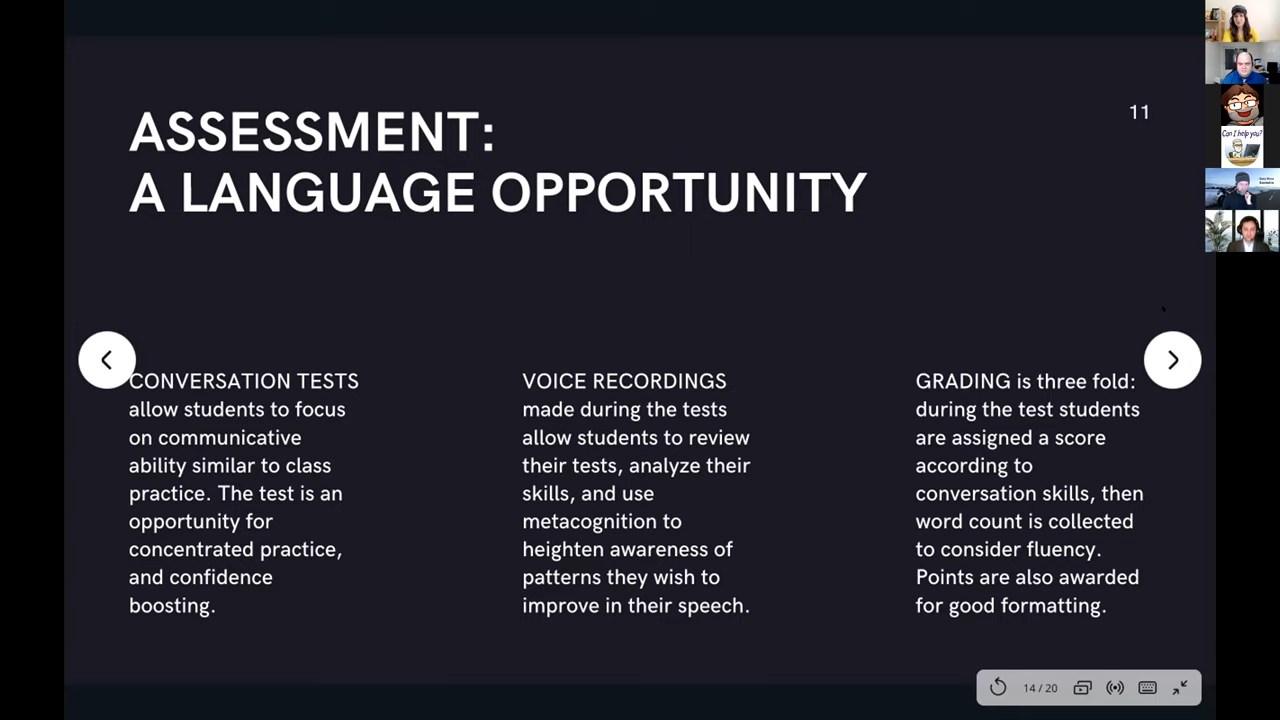 ASSESSMENT:
A LANGUAGE OPPORTUNITY
11
CONVERSATION TESTS
allow students to focus
on communicative
ability similar to class
practice. The test is an
opportunity for
concentrated practice,
and confidence
boosting.
VOICE RECORDINGS
made during the tests
allow students to review
their tests, analyze their
skills, and use
metacognition to
heighten awareness of
patterns they wish to
improve in their speech.
GRADING is three fold:
during the test students
are assigned a score
according to
conversation skills, then
word count is collected
to consider fluency.
Points are also awarded
for good formatting.
14 / 20
Can I help you?